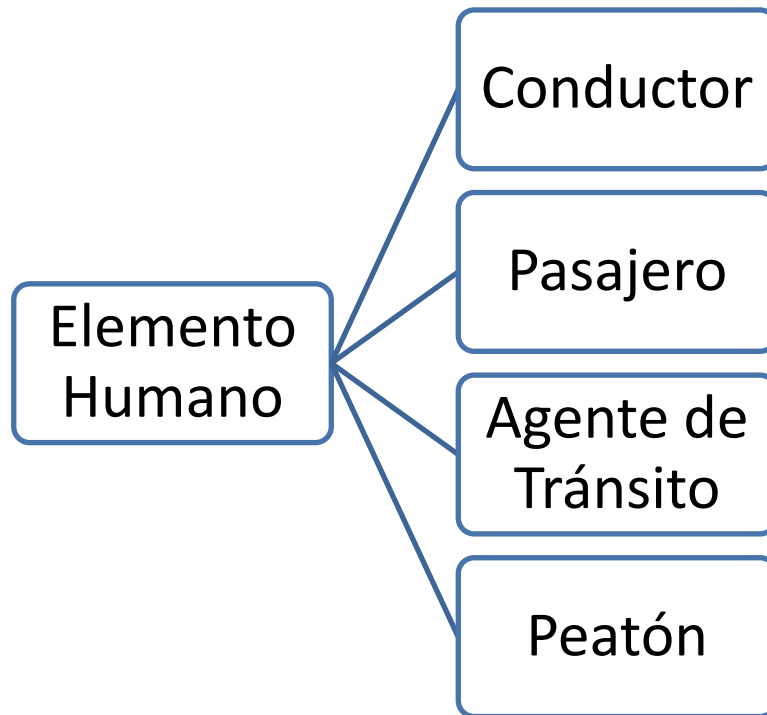 Elemento
Humano
Conductor
Pasajero
Agente de
Tránsito
Peatón